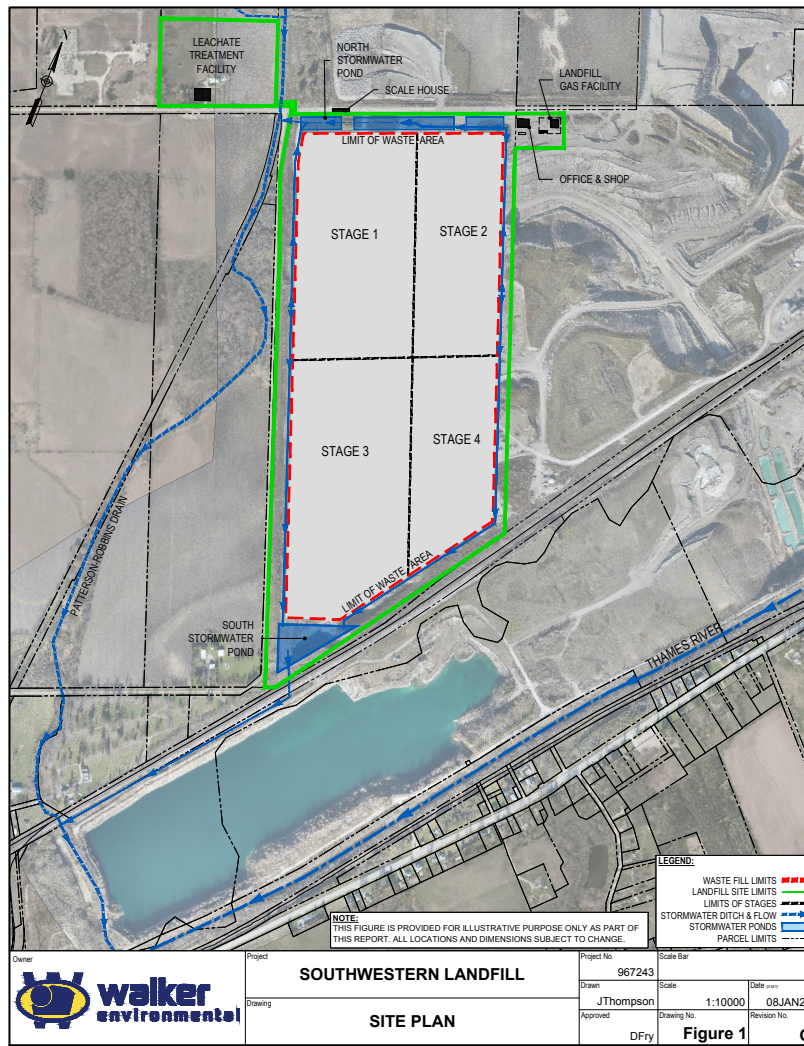 LEACHATE
TREATMENT
FACILITY
NORTH
STORMWATER
POND
SCALE HOUSE
LANDFILL
GAS FACILITY
LIMIT OF WASTE AREA
OFFICE & SHOP
STAGE 1
STAGE 2
STAGE 3
STAGE 4
PATTERSON-ROBBINS DRAIN
LIMIT OF WASTE AREA
SOUTH
STORMWATER
POND
THAMES RIVER
LEGEND:
WASTE FILL LIMITS
LANDFILL SITE LIMITS
LIMITS OF STAGES
STORMWATER DITCH & FLOW
STORMWATER PONDS
PARCEL LIMITS
NOTE:
THIS FIGURE IS PROVIDED FOR ILLUSTRATIVE PURPOSE ONLY AS PART OF
THIS REPORT. ALL LOCATIONS AND DIMENSIONS SUBJECT TO CHANGE.
Owner
walker
environmental
Project
SOUTHWESTERN LANDFILL
Drawing
SITE PLAN
Project No.
967243
Scale Bar
Drawn
JThompson
Scale
1:10000
Date
08JAN2
Approved
DFry
Drawing No.
Figure 1
Revision No.